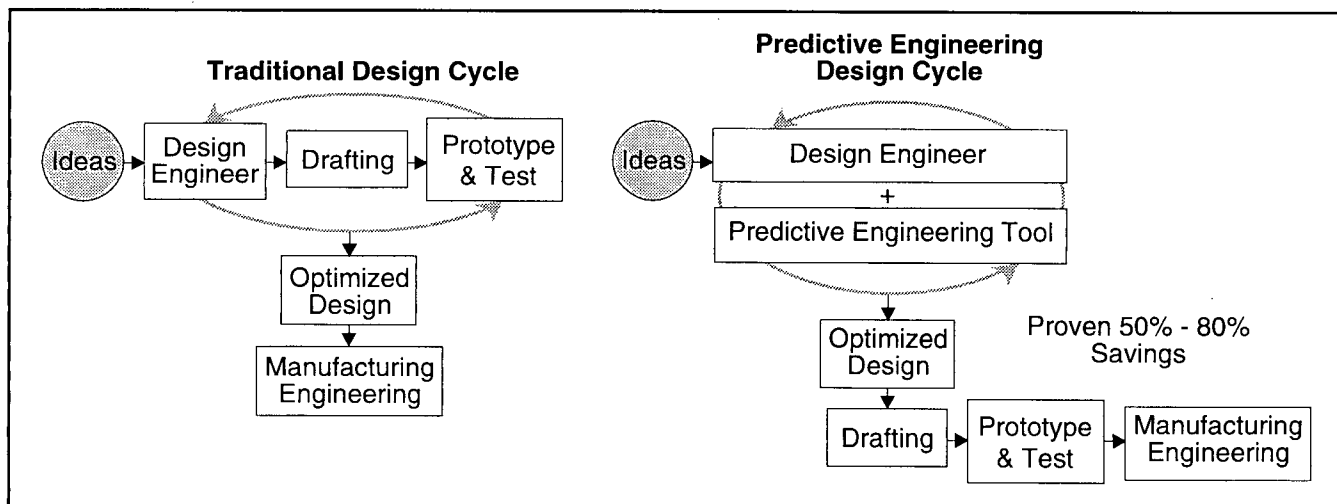 Traditional Design Cycle
Ideas
Design
Engineer
Drafting
Prototype
& Test
Optimized
Design
Manufacturing
Engineering
Predictive Engineering
Design Cycle
Ideas
Design Engineer
+
Predictive Engineering Tool
Optimized
Design
Proven 50% - 80%
Savings
Drafting
Prototype
& Test
Manufacturing
Engineering